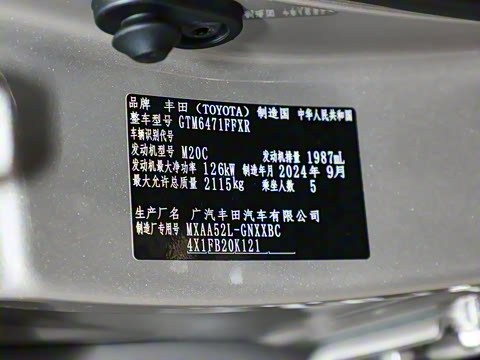 品牌 丰田(TOYOTA) 制造国 中华人民共和国
整车型号 GTM6471FFXR
车辆识别代号
发动机型号 M20C 发动机排量 1987mL
发动机最大净功率 126kW 制造年月 2024年9月
最大允许总质量 2115kg 乘坐人数 5
生产厂名 广汽丰田汽车有限公司
制造厂专用号 MXAA52L-GNXXBC
4X1FB20K121